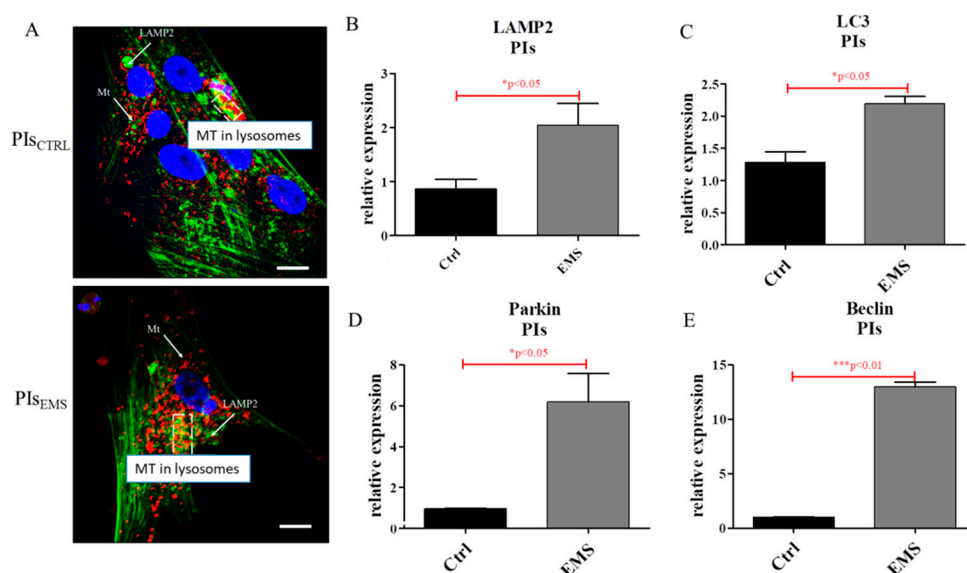 A
LAMP2
Mt
PIsCTRL
MT in lysosomes
Mt
PIsEMS
LAMP2
MT in lysosomes
B
LAMP2
PIs
*p<0.05
relative expression
3
2
1
0
Ctrl
EMS
C
LC3
PIs
*p<0.05
relative expression
2.5
2.0
1.5
1.0
0.5
0.0
Ctrl
EMS
D
Parkin
PIs
*p<0.05
relative expression
8
6
4
2
0
Ctrl
EMS
E
Beclin
PIs
***p<0.01
relative expression
15
10
5
0
Ctrl
EMS